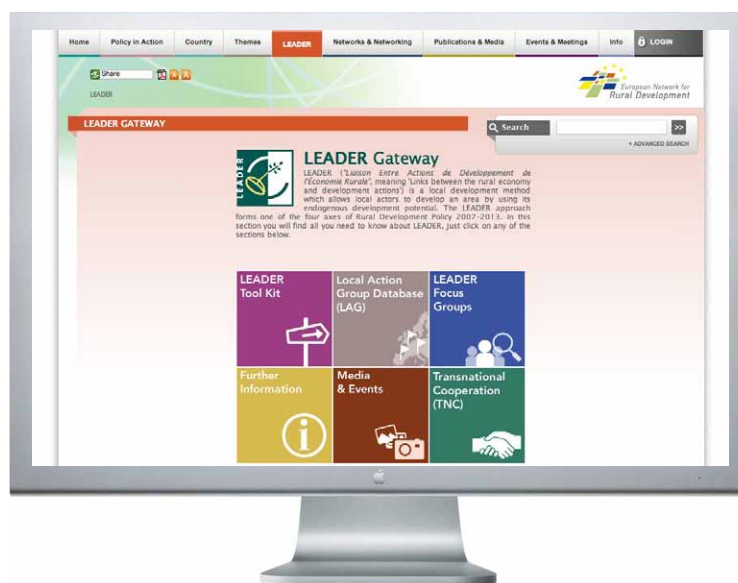 Home Policy in Action Country Themes LEADER Networks & Networking Publications & Media Events & Meetings Info LOGIN
Share
LEADER
European Network for
Rural Development
LEADER GATEWAY
Search >>
+ ADVANCED SEARCH
LEADER
LEADER Gateway
LEADER ('Liaison Entre Actions de Développement de
l'Économie Rurale', meaning 'Links between the rural economy
and development actions') is a local development method
which allows local actors to develop an area by using its
endogenous development potential. The LEADER approach
forms one of the four axes of Rural Development Policy 2007-2013. In this
section you will find all you need to know about LEADER, just click on any of the
sections below.
LEADER
Tool Kit
Local Action
Group Database
(LAG)
LEADER
Focus
Groups
Further
Information
Media
& Events
Transnational
Cooperation
(TNC)